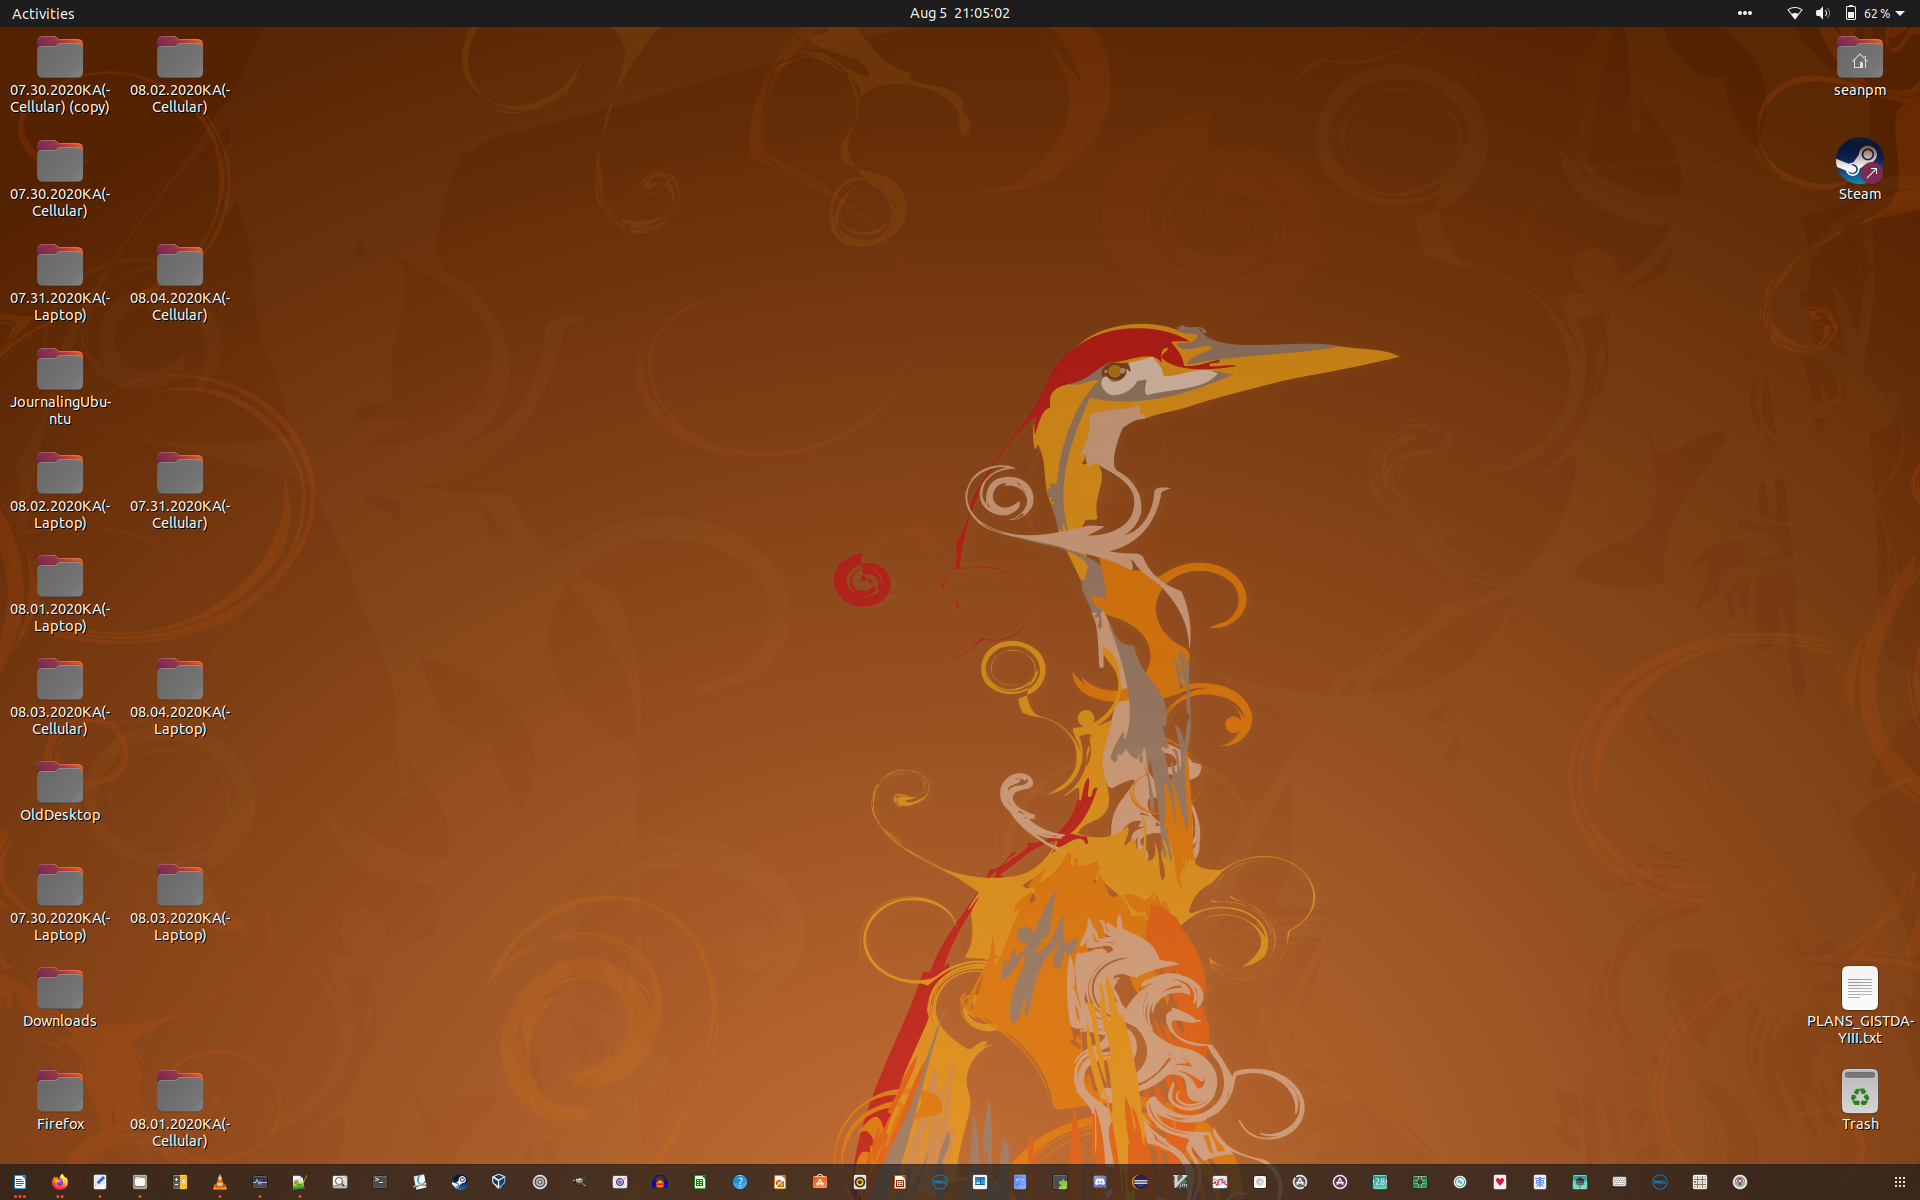 Activities
Aug 5 21:05:02
62 %
07.30.2020KA(-
Cellular) (copy)
08.02.2020KA(-
Cellular)
seanpm
07.30.2020KA(-
Cellular)
Steam
07.31.2020KA(-
Laptop)
08.04.2020KA(-
Cellular)
JournalingUbu-
ntu
08.02.2020KA(-
Laptop)
07.31.2020KA(-
Cellular)
08.01.2020KA(-
Laptop)
08.03.2020KA(-
Cellular)
08.04.2020KA(-
Laptop)
OldDesktop
07.30.2020KA(-
Laptop)
08.03.2020KA(-
Laptop)
Downloads
PLANS_GISTDA-
YIII.txt
Firefox
08.01.2020KA(-
Cellular)
Trash